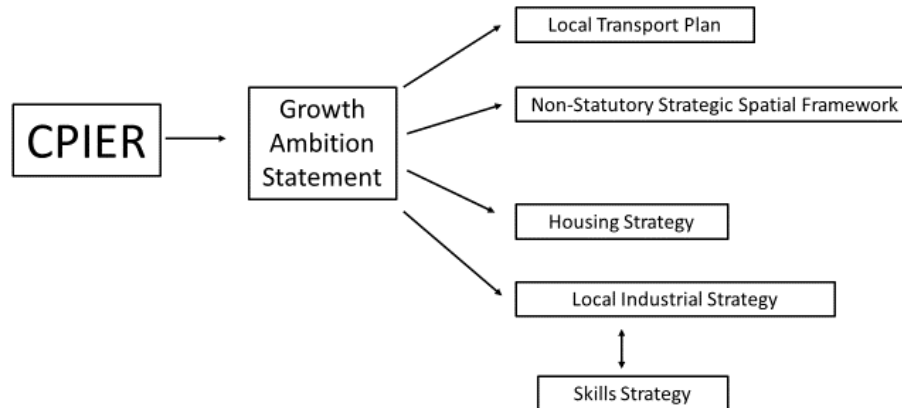 Local Transport Plan
Non-Statutory Strategic Spatial Framework
CPIER
Growth
Ambition
Statement
Housing Strategy
Local Industrial Strategy
Skills Strategy